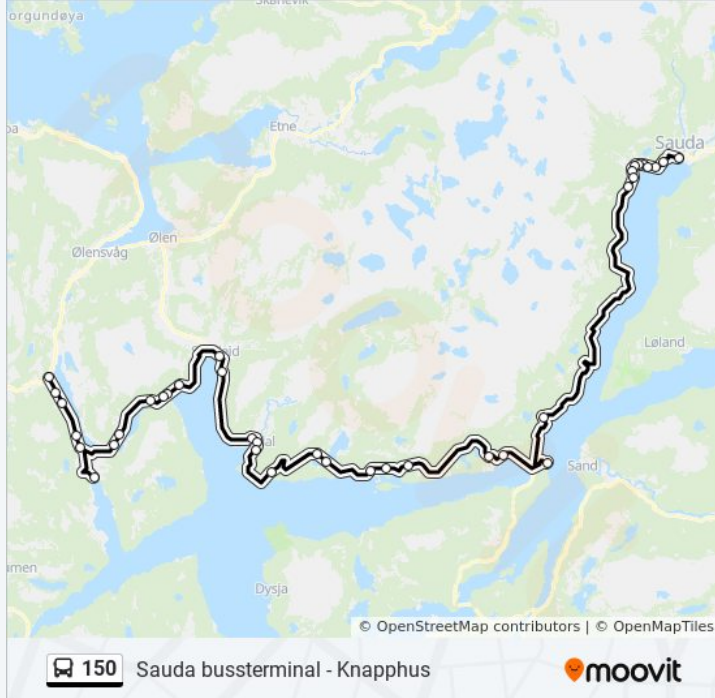 Skånevik
orgundøya
Etne
Sauda
Ølen
Ølensvåg
Løland
Sand
Dysja
© OpenStreetMap contributors | © OpenMapTiles
150 Sauda bussterminal - Knapphus
moovit